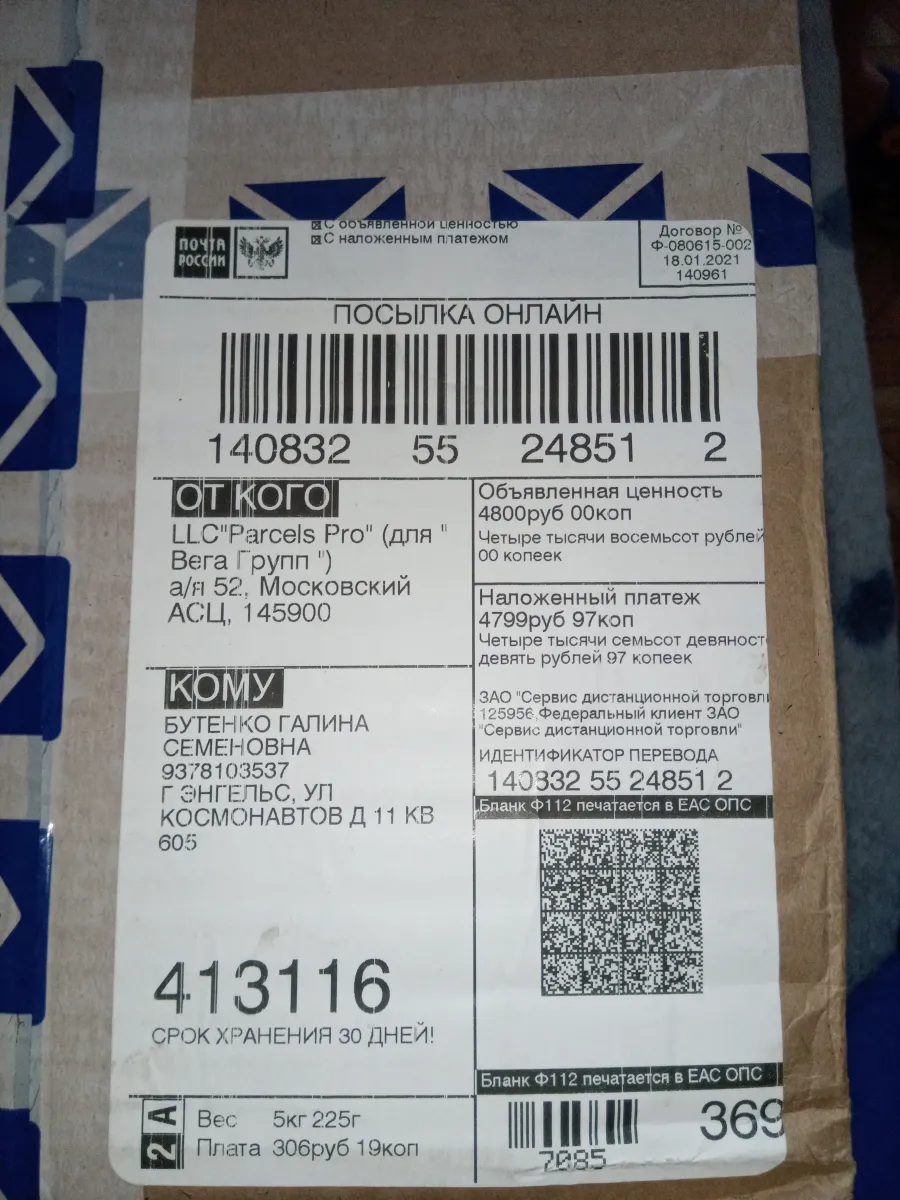 ПОЧТА
РОССИИ
С объявленной ценностью
С наложенным платежом
Договор №
Ф-080615-002
18.01.2021
140961
ПОСЫЛКА ОНЛАЙН
140832 55 24851 2
ОТ КОГО
LLC"Parcels Pro" (для "
Вега Групп ")
а/я 52, Московский
АСЦ, 145900
Объявленная ценность
4800руб 00коп
Четыре тысячи восемьсот рублей
00 копеек
Наложенный платеж
4799руб 97коп
Четыре тысячи семьсот девяност
девять рублей 97 копеек
КОМУ
БУТЕНКО ГАЛИНА
СЕМЕНОВНА
9378103537
Г ЭНГЕЛЬС, УЛ
КОСМОНАВТОВ Д 11 КВ
605
ЗАО "Сервис дистанционной торговли
125956,Федеральный клиент ЗАО
"Сервис дистанционной торговли"
ИДЕНТИФИКАТОР ПЕРЕВОДА
140832 55 24851 2
Бланк Ф112 печатается в ЕАС ОПС
413116
СРОК ХРАНЕНИЯ 30 ДНЕЙ!
Бланк Ф112 печатается в ЕАС ОПС
2 A
Вес 5кг 225г
Плата 306руб 19коп
369
7085